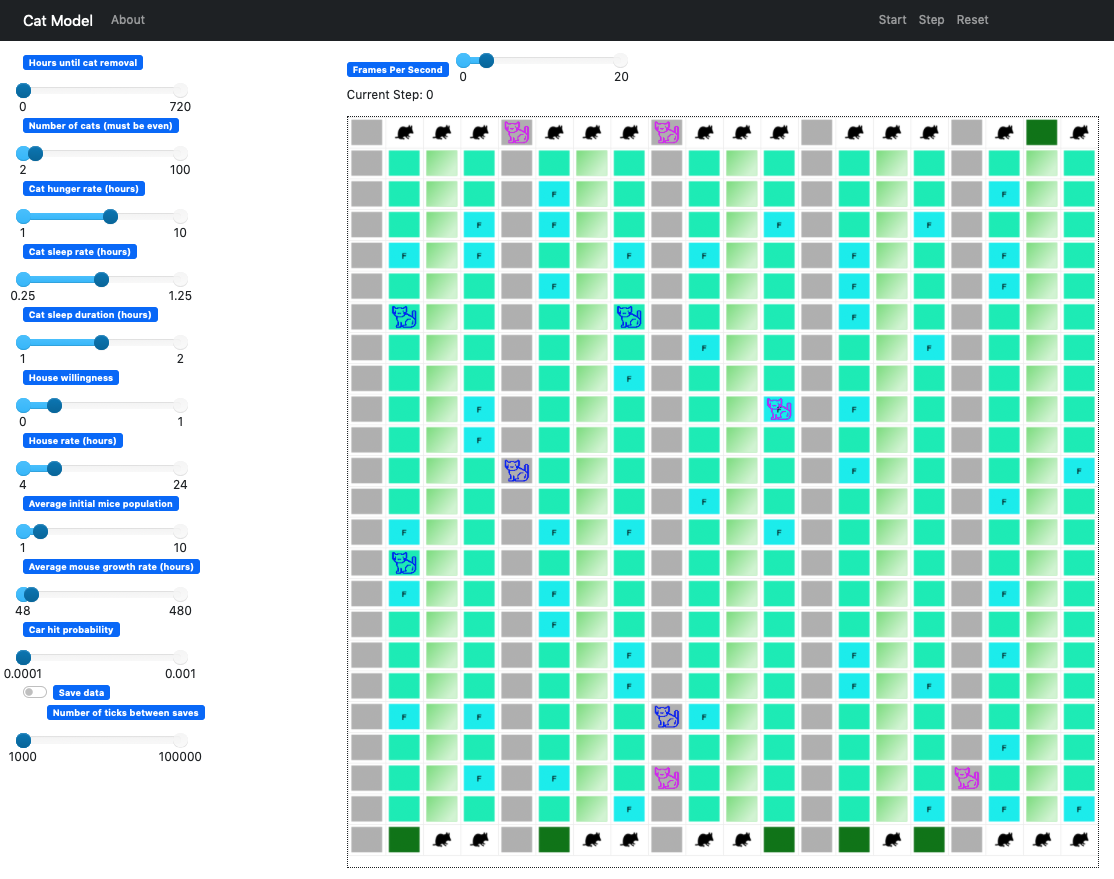 Cat Model About Start Step Reset
Hours until cat removal
0 720
Number of cats (must be even)
2 100
Cat hunger rate (hours)
1 10
Cat sleep rate (hours)
0.25 1.25
Cat sleep duration (hours)
1 2
House willingness
0 1
House rate (hours)
4 24
Average initial mice population
1 10
Average mouse growth rate (hours)
48 480
Car hit probability
0.0001 0.001
Save data
Number of ticks between saves
1000 100000
Frames Per Second
0 20
Current Step: 0
F F
F F F F
F F F F F F
F F F
F
F F
F
F F F
F
F F
F F
F F F F
F F F
F
F F F
F F F
F F F
F
F F
F F F F